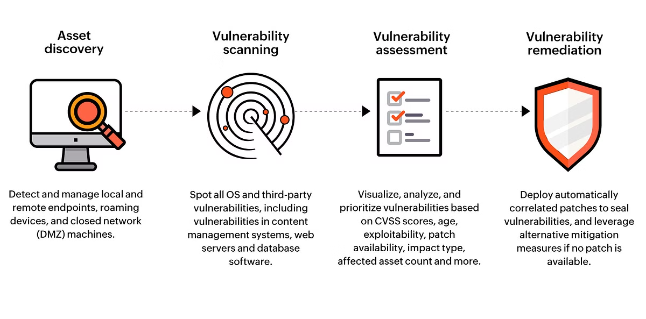 Asset
discovery
Detect and manage local and
remote endpoints, roaming
devices, and closed network
(DMZ) machines.
Vulnerability
scanning
Spot all OS and third-party
vulnerabilities, including
vulnerabilities in content
management systems, web
servers and database
software.
Vulnerability
assessment
Visualize, analyze, and
prioritize vulnerabilities based
on CVSS scores, age,
exploitability, patch
availability, impact type,
affected asset count and more.
Vulnerability
remediation
Deploy automatically
correlated patches to seal
vulnerabilities, and leverage
alternative mitigation
measures if no patch is
available.